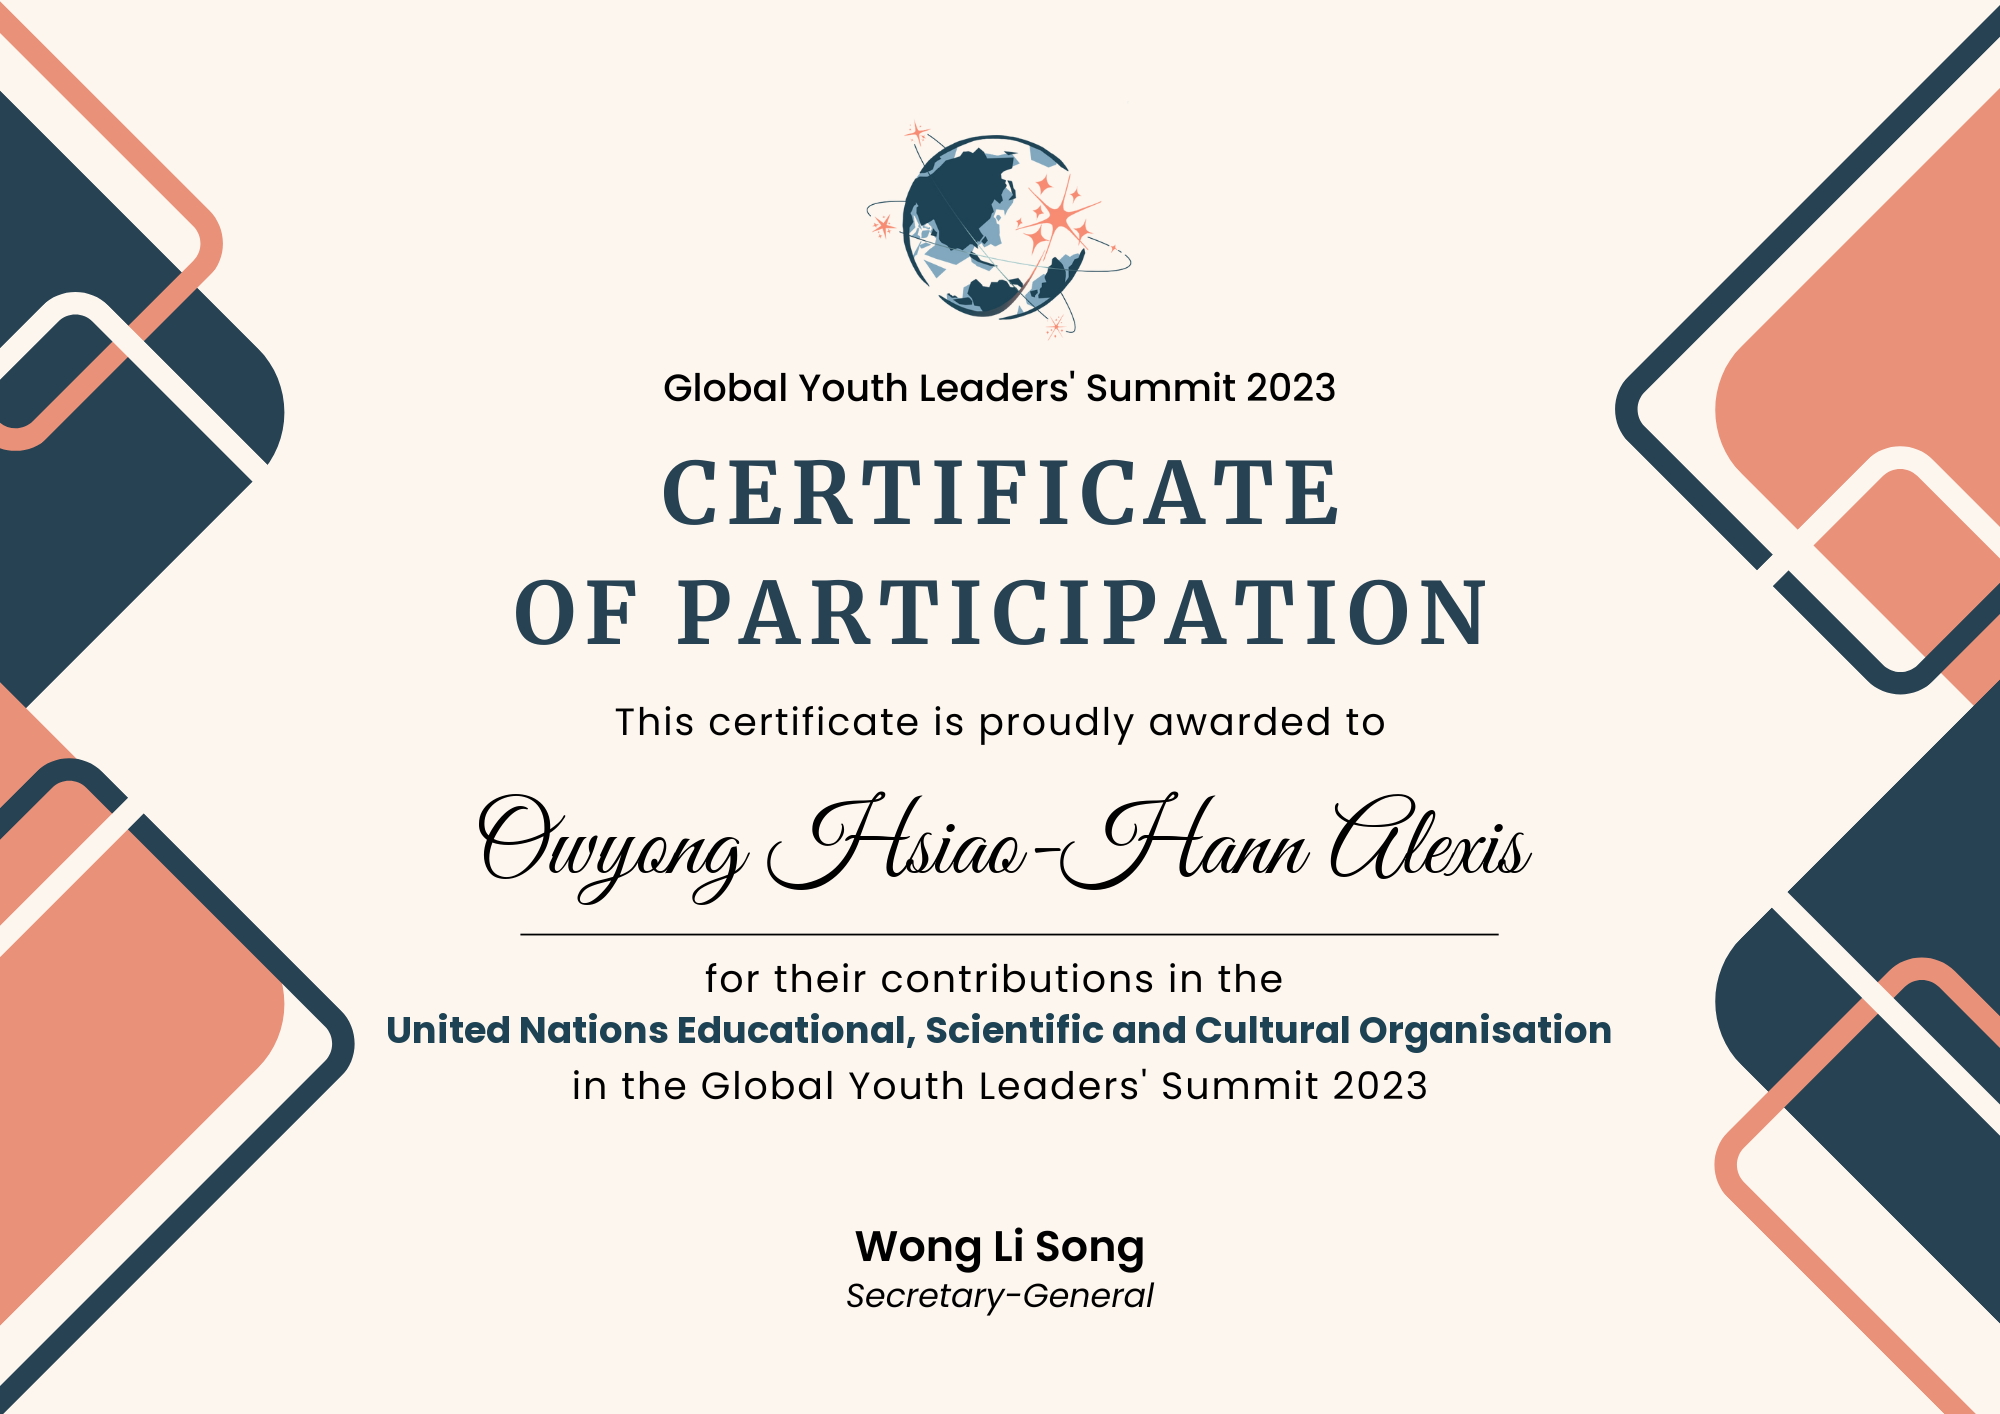 Global Youth Leaders' Summit 2023
CERTIFICATE
OF PARTICIPATION
This certificate is proudly awarded to
Owyong Hsiao-Hann Alexis
for their contributions in the
United Nations Educational, Scientific and Cultural Organisation
in the Global Youth Leaders' Summit 2023
Wong Li Song
Secretary-General